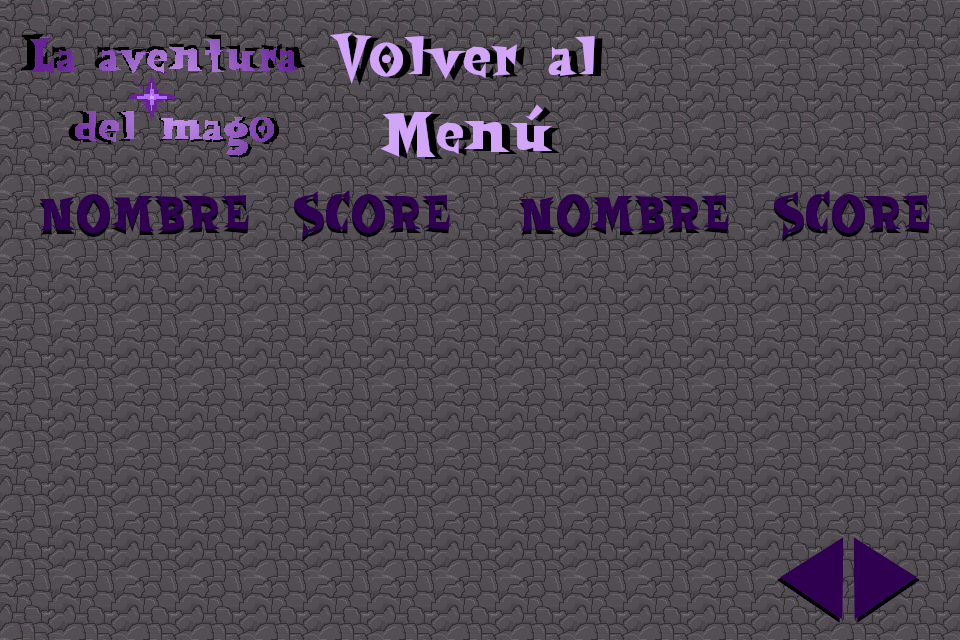 La aventura
del mago
Volver al
Menú
NOMBRE SCORE NOMBRE SCORE